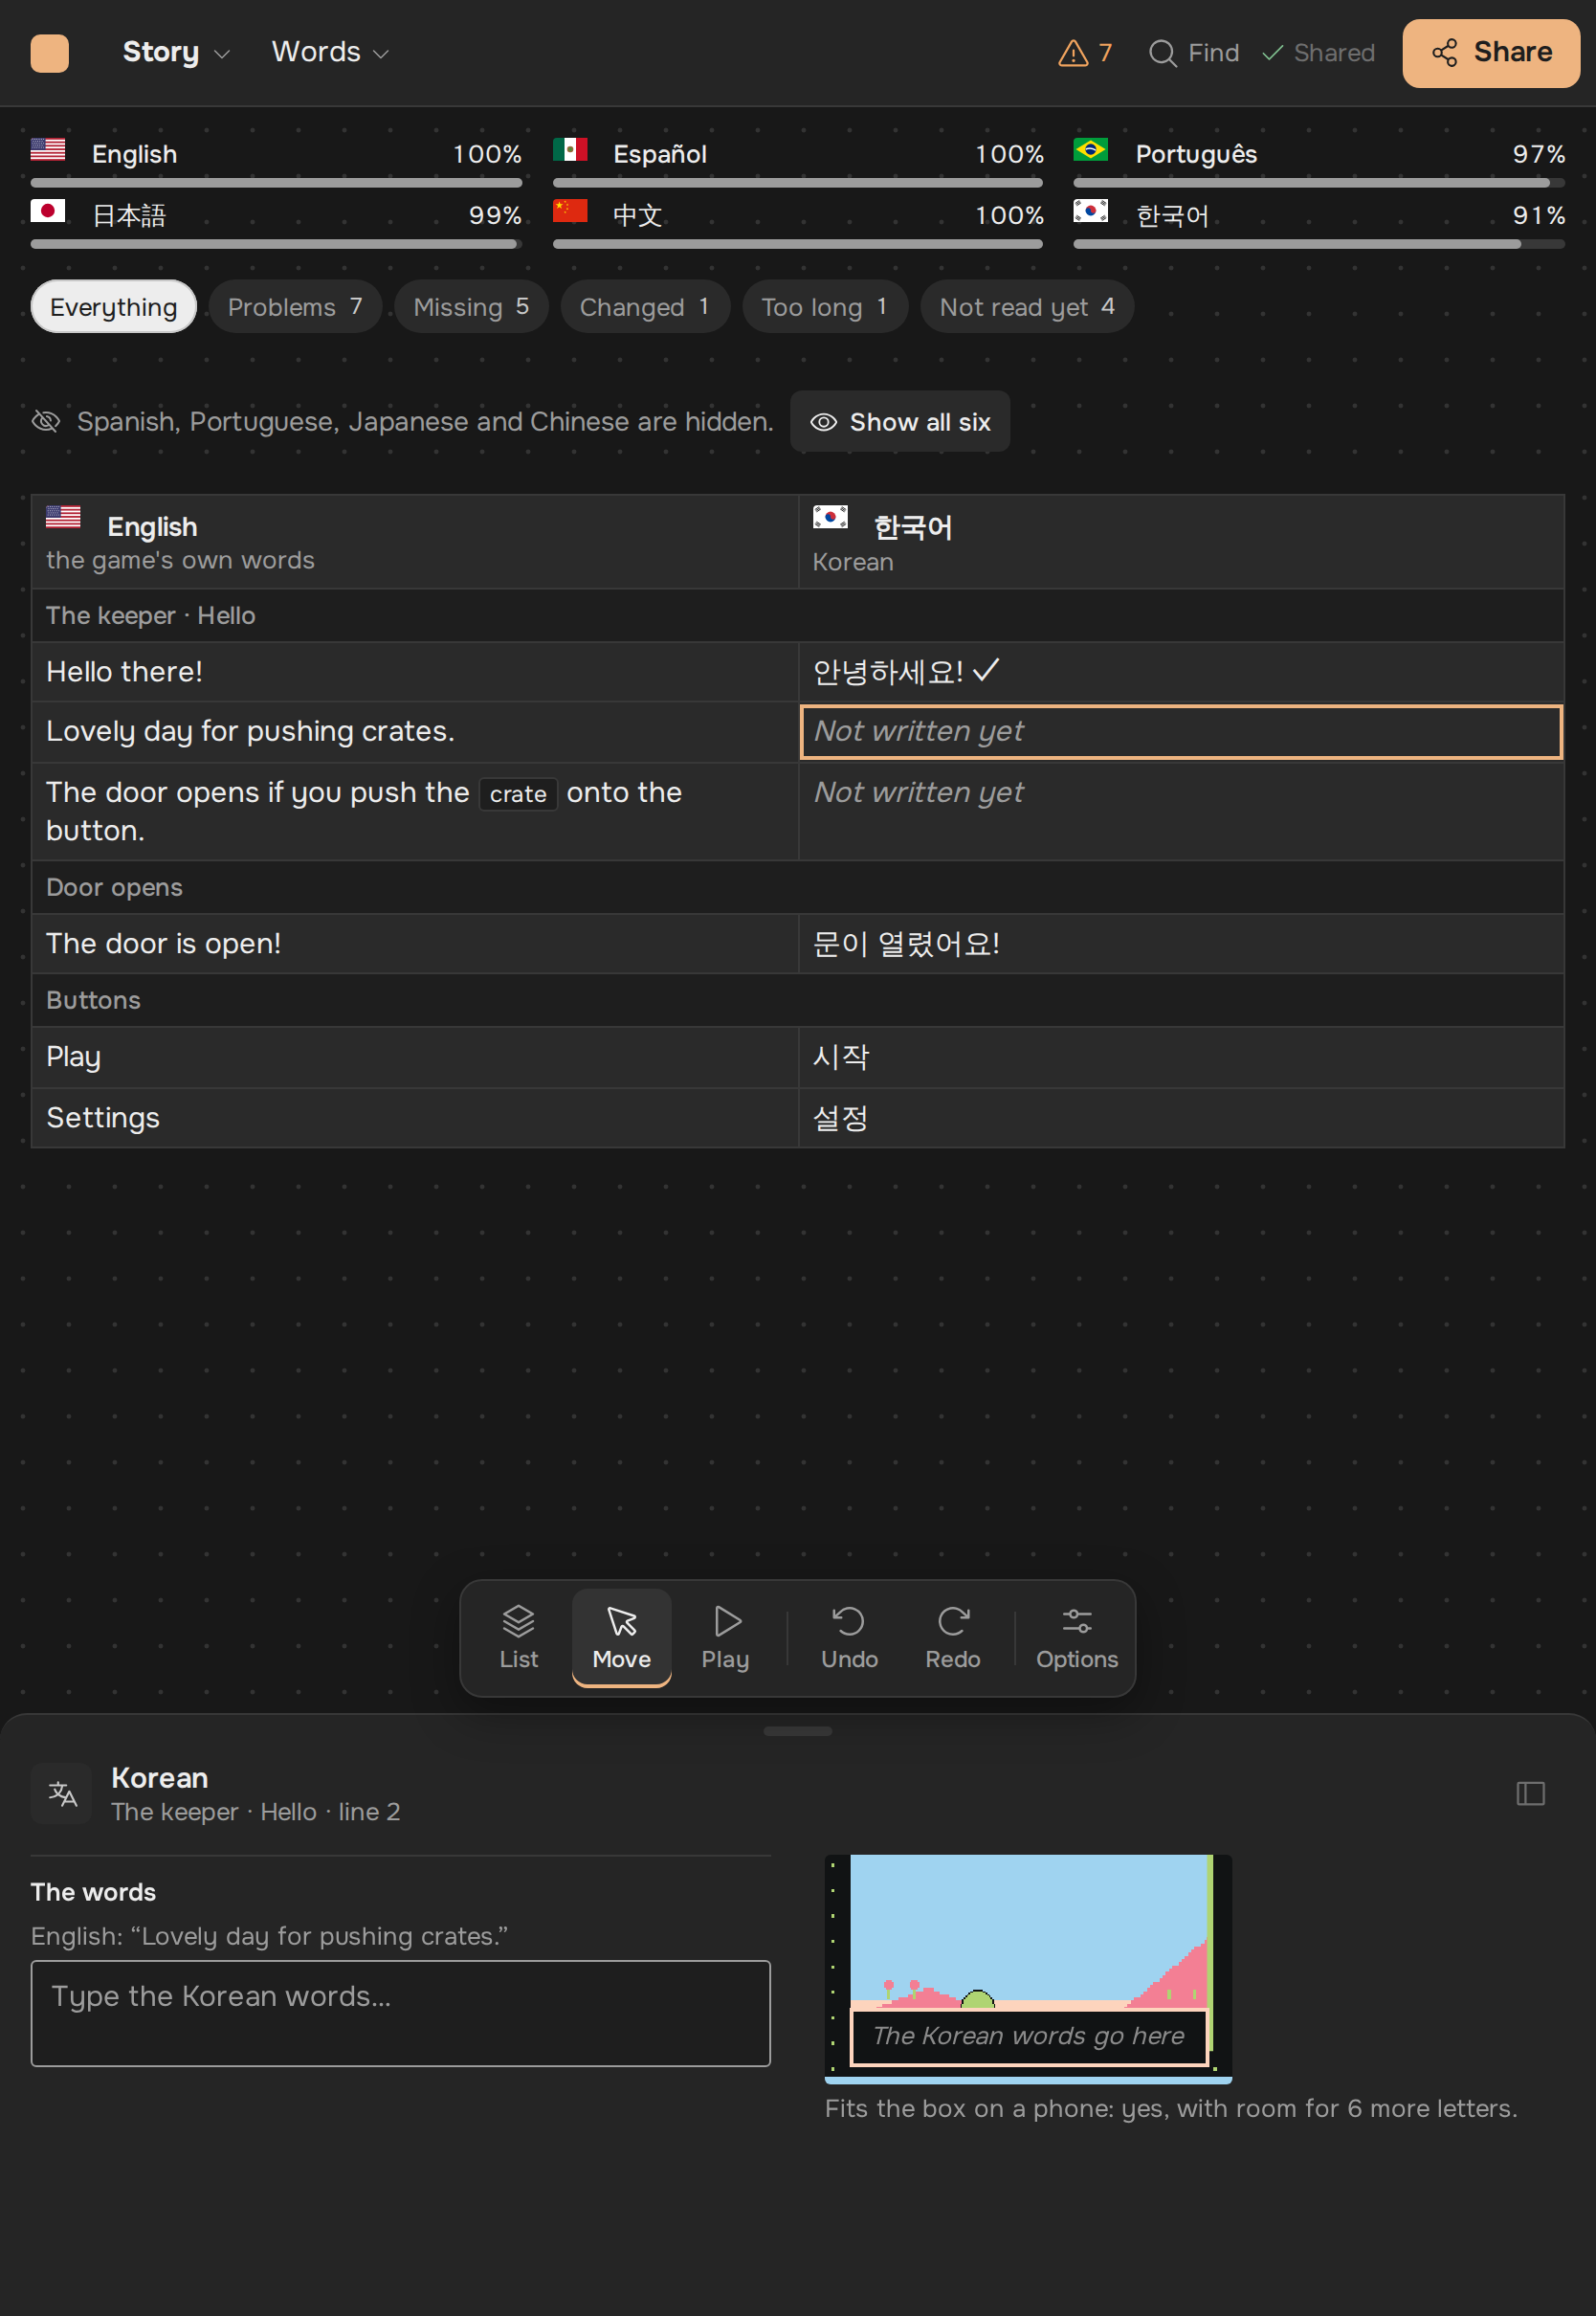 Story Words 7 Find Shared Share
English 100% Español 100% Português 97%
日本語 99% 中文 100% 한국어 91%
Everything Problems 7 Missing 5 Changed 1 Too long 1 Not read yet 4
Spanish, Portuguese, Japanese and Chinese are hidden. Show all six
English 한국어
the game's own words Korean
The keeper · Hello
Hello there! 안녕하세요!
Lovely day for pushing crates. Not written yet
The door opens if you push the crate onto the Not written yet
button.
Door opens
The door is open! 문이 열렸어요!
Buttons
Play 시작
Settings 설정
List Move Play Undo Redo Options
Korean
The keeper · Hello · line 2
The words
English: “Lovely day for pushing crates.”
Type the Korean words...
The Korean words go here
Fits the box on a phone: yes, with room for 6 more letters.